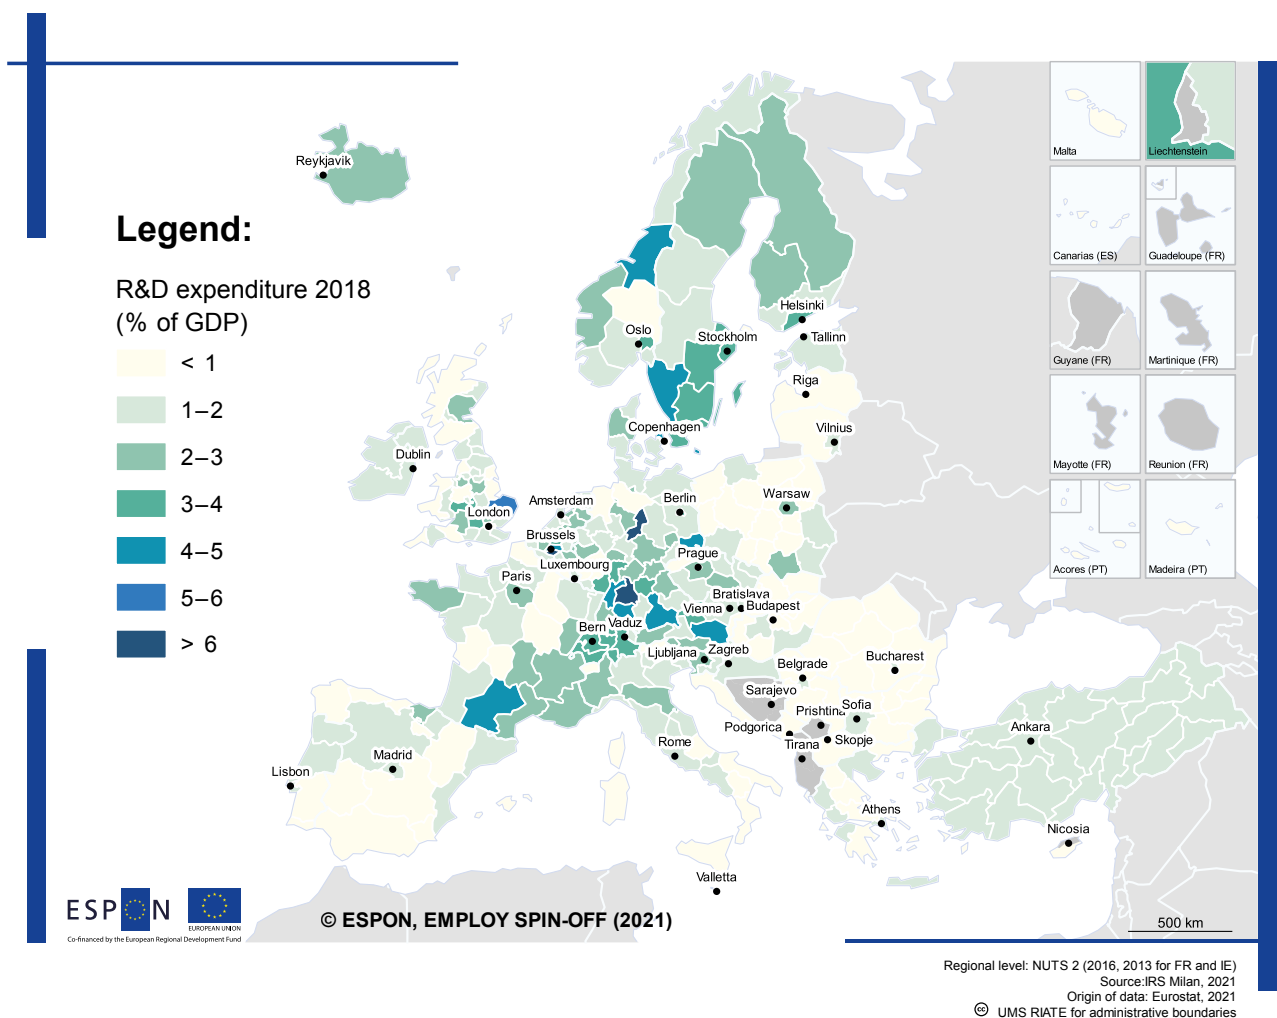 Legend:
R&D expenditure 2018
(% of GDP)
< 1
1–2
2–3
3–4
4–5
5–6
> 6
Reykjavik
Oslo
Stockholm
Helsinki
Tallinn
Riga
Vilnius
Copenhagen
Dublin
London
Amsterdam
Berlin
Warsaw
Brussels
Luxembourg
Prague
Paris
Bratislava
Vienna
Budapest
Bern
Vaduz
Ljubljana
Zagreb
Belgrade
Bucharest
Sarajevo
Prishtina
Sofia
Podgorica
Skopje
Tirana
Rome
Madrid
Lisbon
Ankara
Athens
Nicosia
Valletta
Malta
Liechtenstein
Canarias (ES)
Guadeloupe (FR)
Guyane (FR)
Martinique (FR)
Mayotte (FR)
Reunion (FR)
Acores (PT)
Madeira (PT)
ESPON
EUROPEAN UNION
Co-financed by the European Regional Development Fund
© ESPON, EMPLOY SPIN-OFF (2021)
500 km
Regional level: NUTS 2 (2016, 2013 for FR and IE)
Source:IRS Milan, 2021
Origin of data: Eurostat, 2021
cc UMS RIATE for administrative boundaries